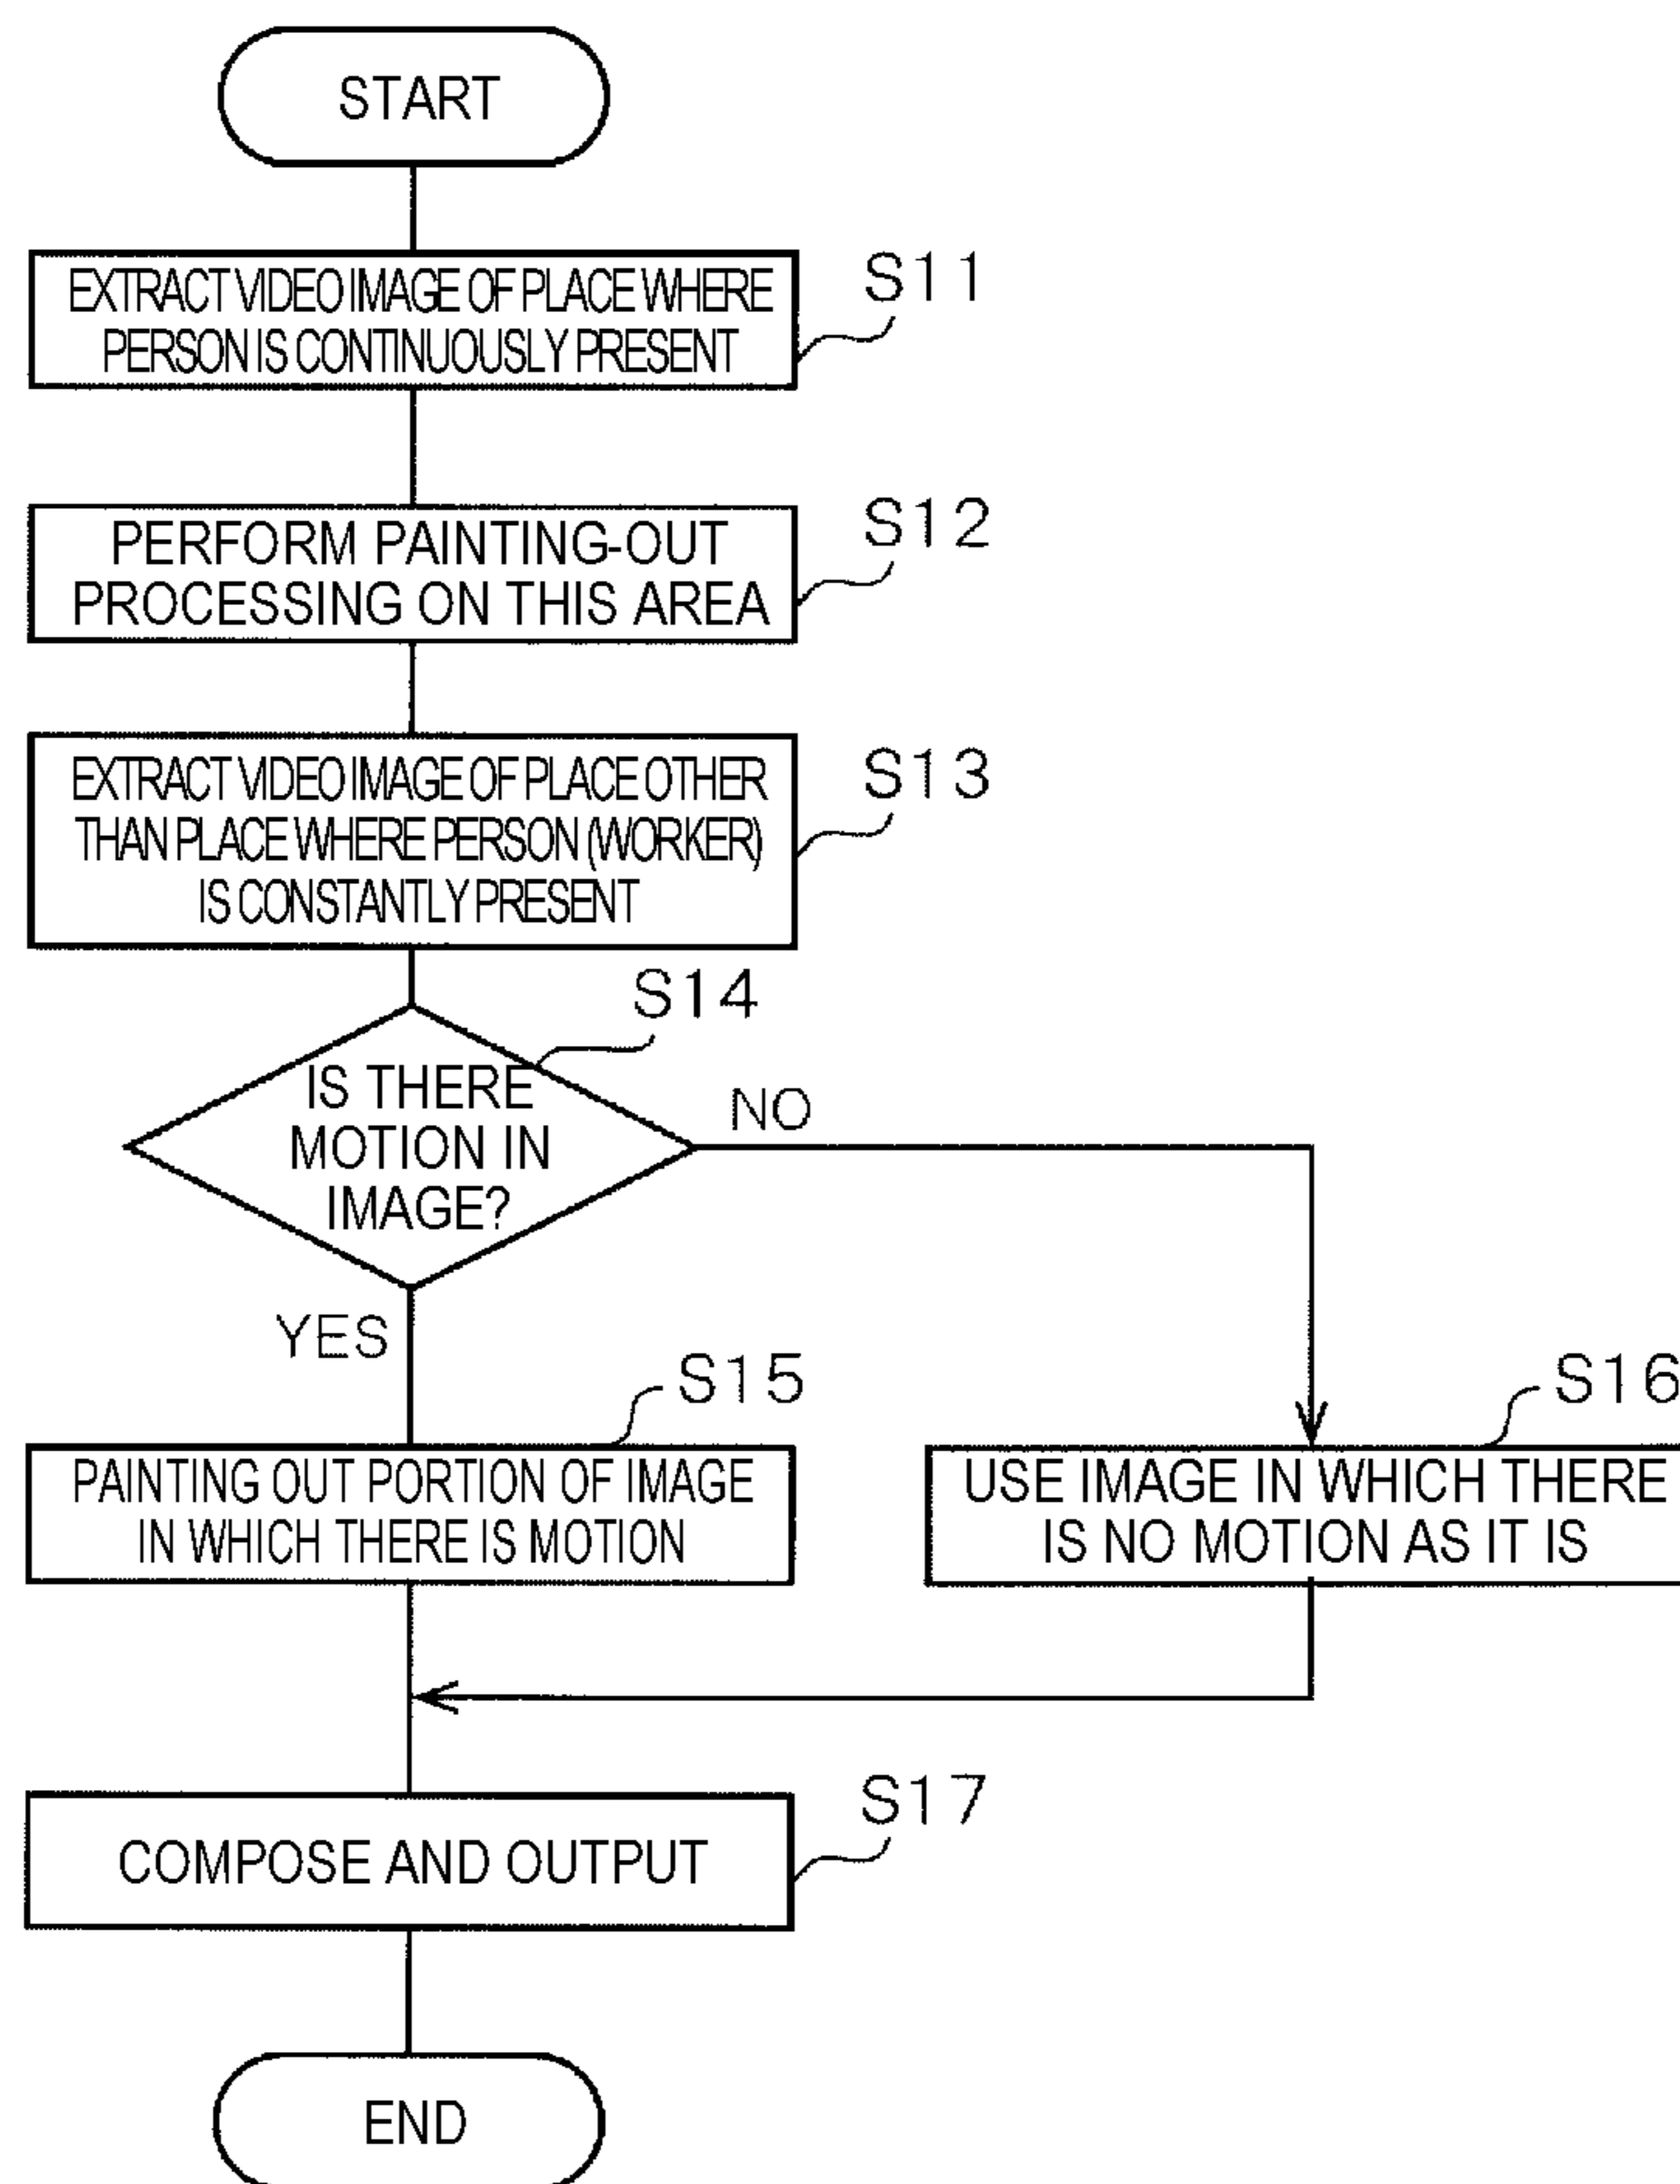 START
EXTRACT VIDEO IMAGE OF PLACE WHERE
PERSON IS CONTINUOUSLY PRESENT
S11
PERFORM PAINTING-OUT
PROCESSING ON THIS AREA
S12
EXTRACT VIDEO IMAGE OF PLACE OTHER
THAN PLACE WHERE PERSON (WORKER)
IS CONSTANTLY PRESENT
S13
S14
IS THERE
MOTION IN
IMAGE?
NO
YES
S15
PAINTING OUT PORTION OF IMAGE
IN WHICH THERE IS MOTION
S16
USE IMAGE IN WHICH THERE
IS NO MOTION AS IT IS
S17
COMPOSE AND OUTPUT
END